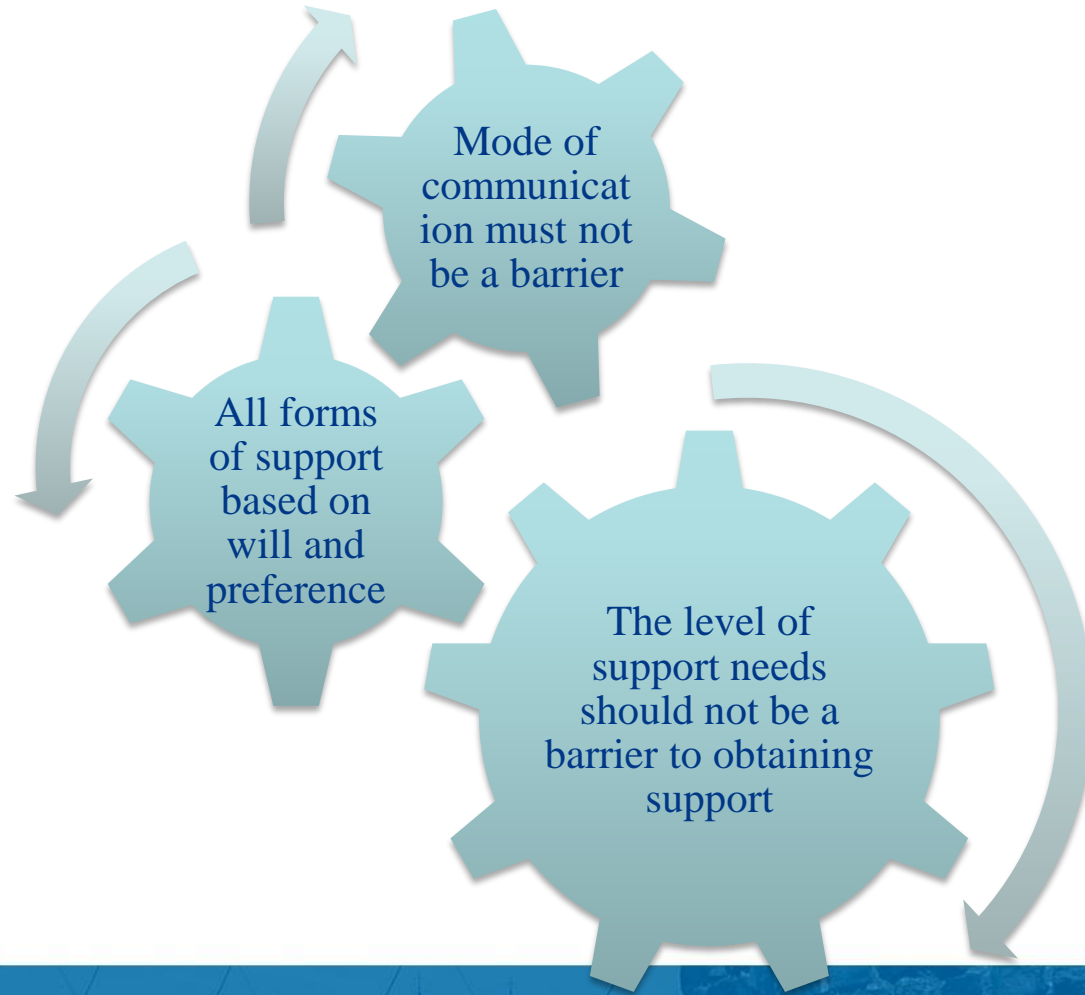 Mode of
communicat
ion must not
be a barrier
All forms
of support
based on
will and
preference
The level of
support needs
should not be a
barrier to obtaining
support